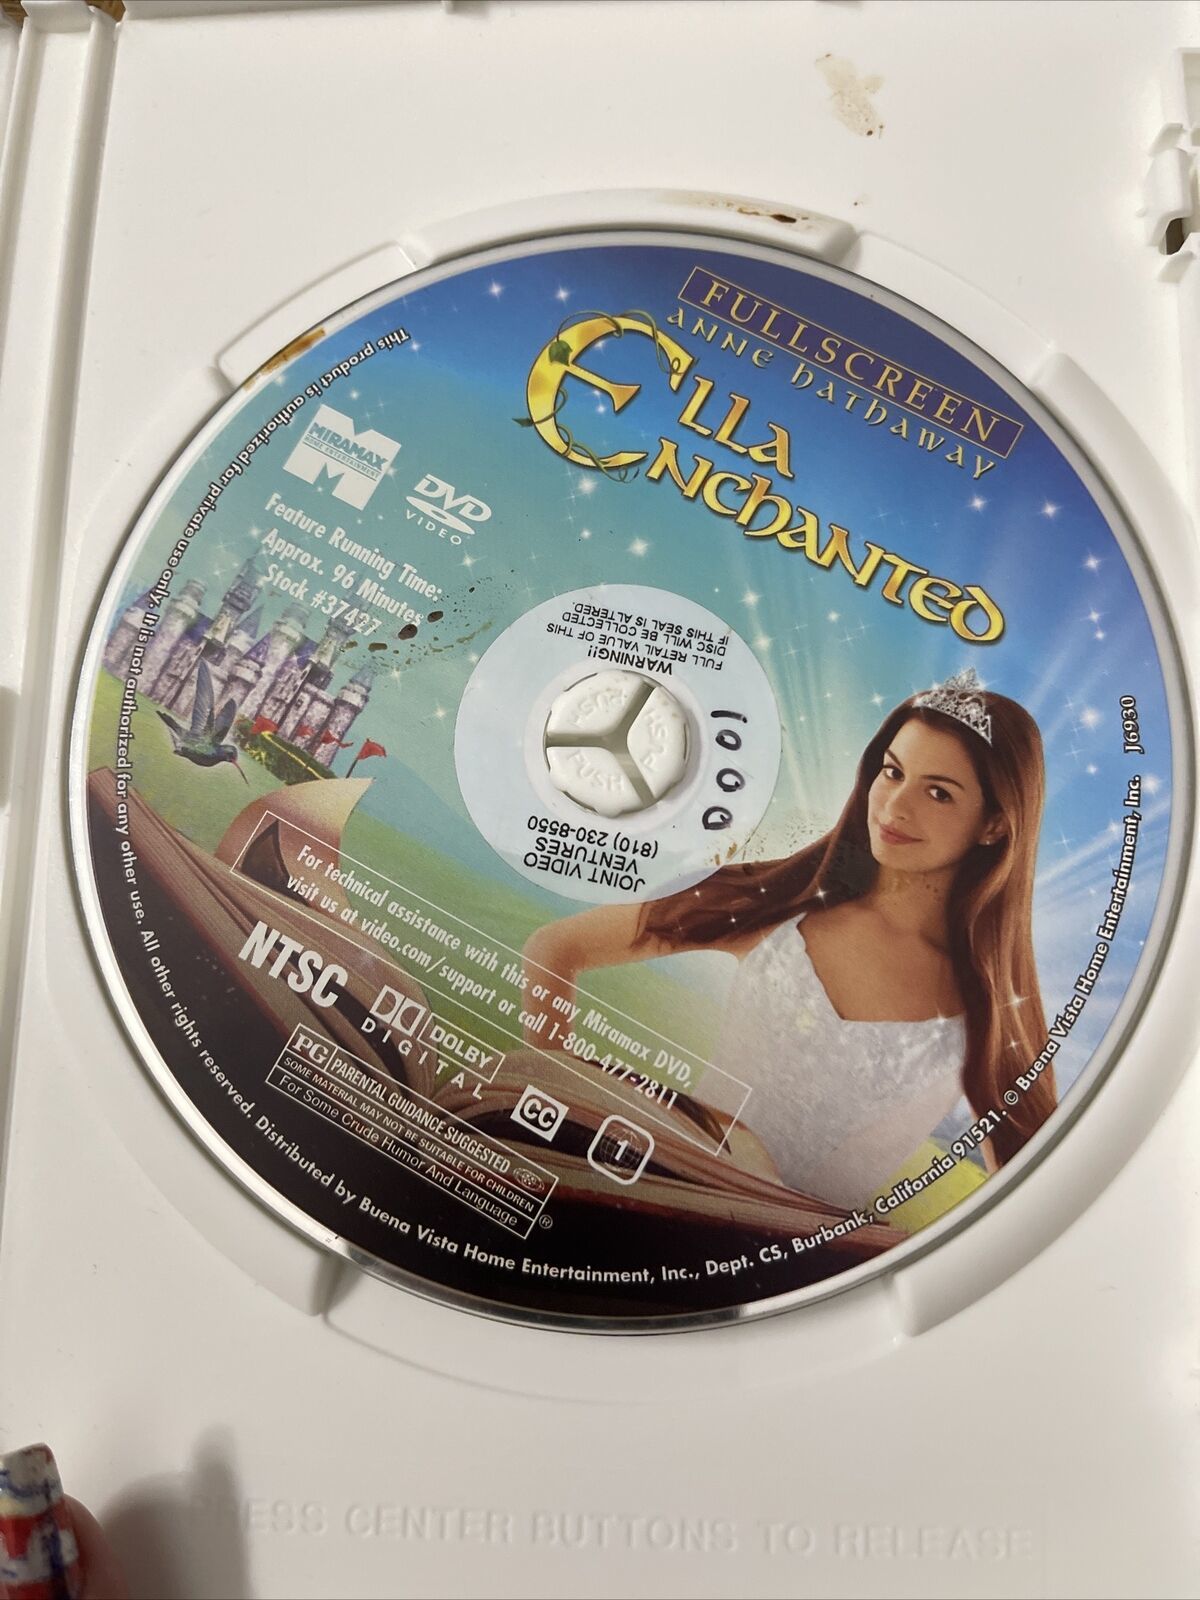 FULLSCREEN
ANNE HATHAWAY
ELLA
ENCHANTED
MIRAMAX
HOME ENTERTAINMENT
DVD
VIDEO
Feature Running Time:
Approx. 96 Minutes
Stock #37427
WARNING!!
FULL RETAIL VALUE OF THIS
DISC WILL BE COLLECTED
IF THIS SEAL IS ALTERED
PUSH
PUSH
PUSH
1000
JOINT VIDEO
VENTURES
(810) 230-8550
For technical assistance with this or any Miramax DVD,
visit us at video.com/support or call 1-800-477-2811
NTSC
DOLBY
DIGITAL
CC
1
PG PARENTAL GUIDANCE SUGGESTED
SOME MATERIAL MAY NOT BE SUITABLE FOR CHILDREN
For Some Crude Humor And Language
®
This product is authorized for private use only. It is not authorized for any other use. All other rights reserved. Distributed by Buena Vista Home Entertainment, Inc., Dept. CS, Burbank, California 91521. © Buena Vista Home Entertainment, Inc. J6930
PRESS CENTER BUTTONS TO RELEASE